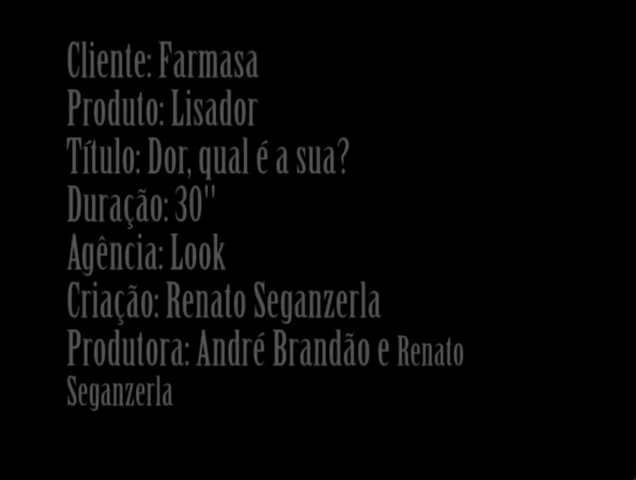 Cliente: Farmasa
Produto: Lisador
Título: Dor, qual é a sua?
Duração: 30"
Agência: Look
Criação: Renato Seganzerla
Produtora: André Brandão e Renato
Seganzerla